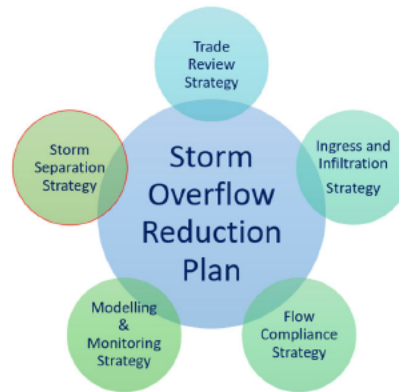 Trade
Review
Strategy
Storm
Separation
Strategy
Storm
Overflow
Reduction
Plan
Ingress and
Infiltration
Strategy
Modelling
&
Monitoring
Strategy
Flow
Compliance
Strategy